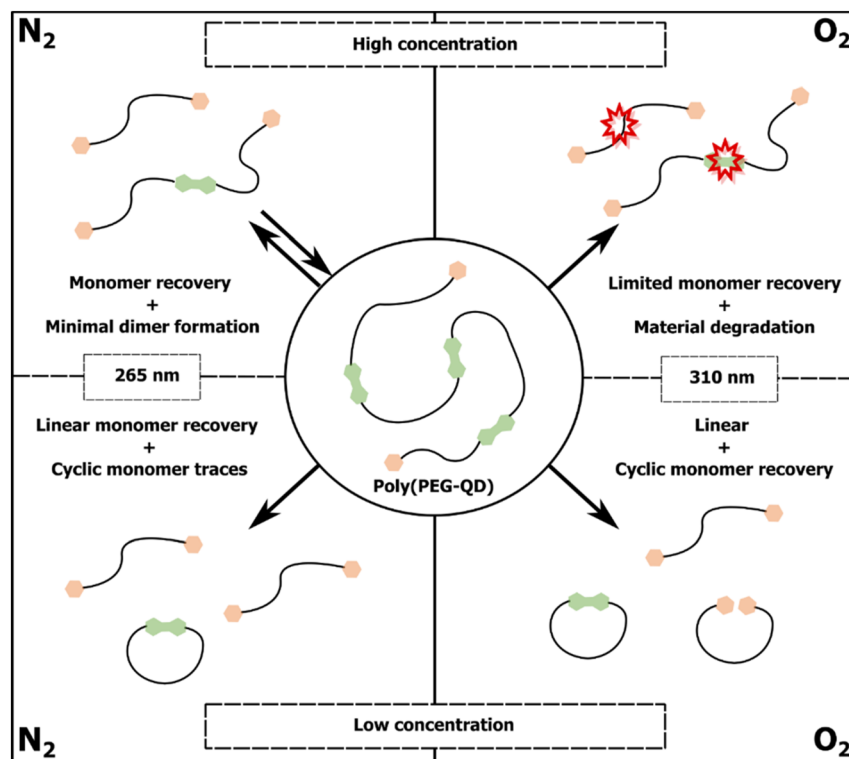 N₂
High concentration
O₂
Monomer recovery
+
Minimal dimer formation
Limited monomer recovery
+
Material degradation
265 nm
310 nm
Linear monomer recovery
+
Cyclic monomer traces
Linear
+
Cyclic monomer recovery
Poly(PEG-QD)
Low concentration
N₂
O₂